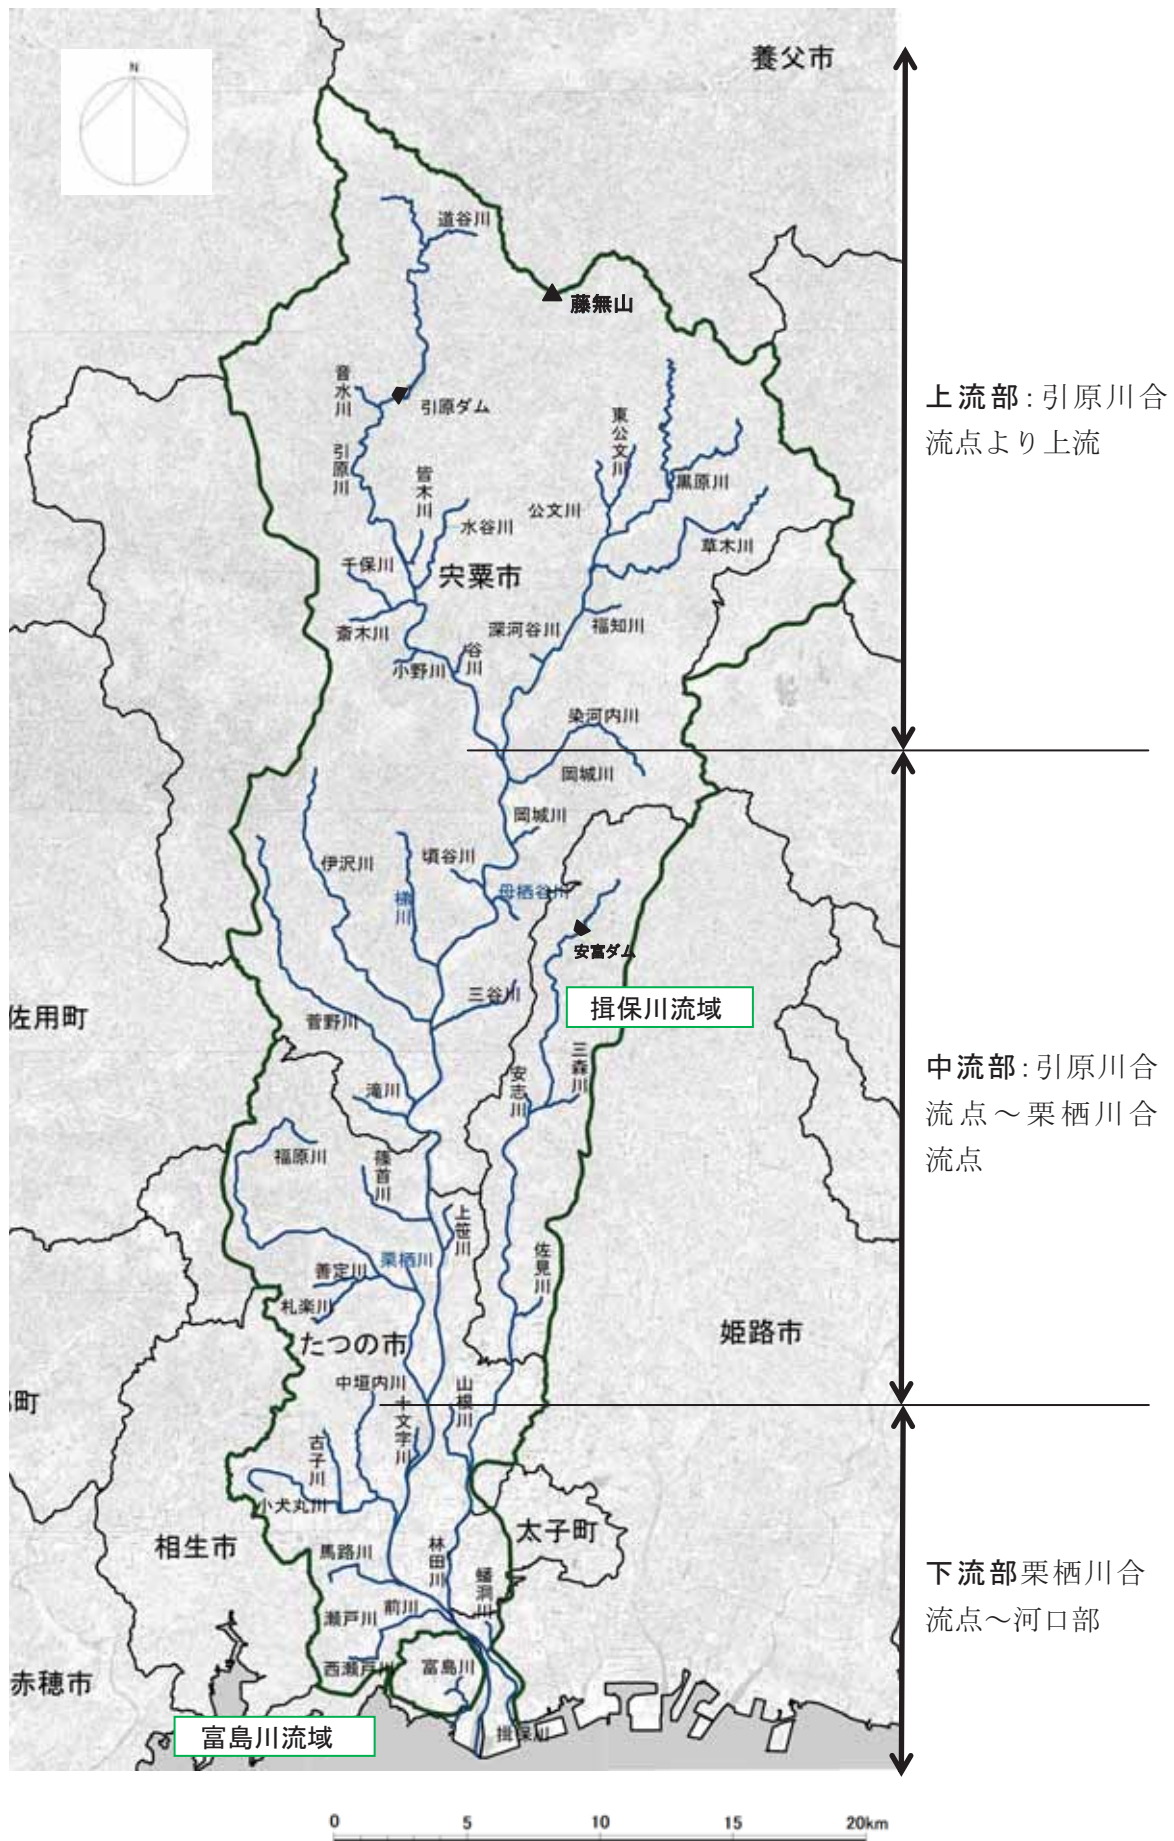 養父市
N
道谷川
藤無山
音水川
引原ダム
上流部:引原川合
流点より上流
東公文川
引原川
皆木川
黒原川
公文川
水谷川
草木川
千保川
宍粟市
斎木川
深河谷川
福知川
谷川
小野川
染河内川
岡城川
岡城川
伊沢川
頃谷川
母栖谷川
梯川
安富ダム
三谷川
揖保川流域
佐用町
菅野川
三森川
安志川
中流部:引原川合
流点～栗栖川合
流点
滝川
福原川
篠首川
上笹川
栗栖川
佐見川
善定川
札楽川
たつの市
姫路市
中垣内川
山根川
町
十文字川
古子川
小犬丸川
太子町
相生市
馬路川
林田川
下流部栗栖川合
流点～河口部
蟠洞川
前川
瀬戸川
西瀬戸川
富島川
赤穂市
富島川流域
揖保川
0 5 10 15 20km